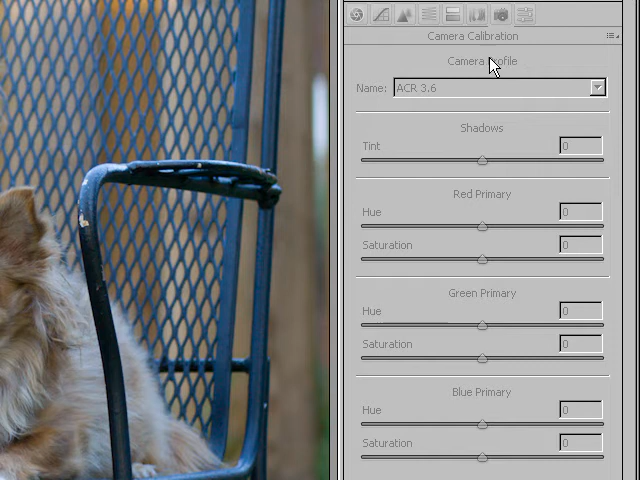 Camera Calibration
Camera Profile
Name: ACR 3.6
Shadows
Tint 0
Red Primary
Hue 0
Saturation 0
Green Primary
Hue 0
Saturation 0
Blue Primary
Hue 0
Saturation 0